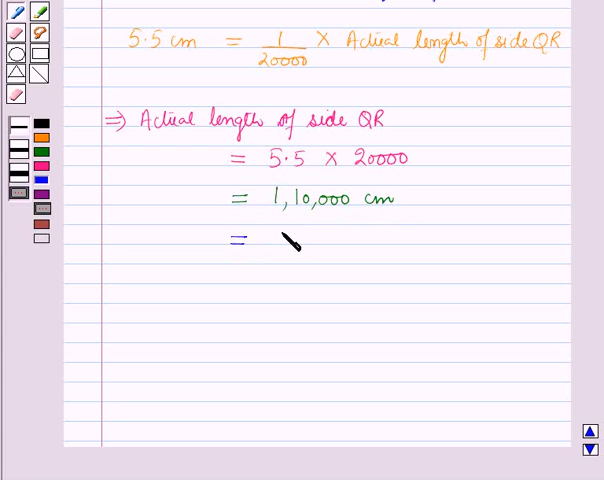 5.5 cm = 1/20000 × Actual length of side QR
⇒ Actual length of side QR
= 5.5 × 20000
= 1,10,000 cm
=